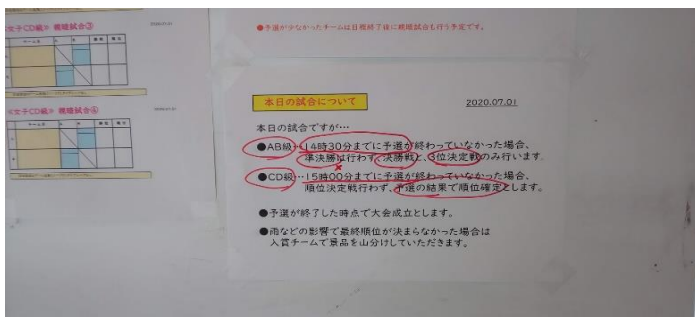 ●予選が少なかったチームは日程終了後に親睦試合も行う予定です。
女子CD級≫ 親睦試合③
2020.07.01
チーム名
≪女子CD級≫ 親睦試合④
チーム名
本日の試合について
2020.07.01
本日の試合ですが…
●AB級…14時30分までに予選が終わっていなかった場合、
準決勝は行わず、決勝戦と、3位決定戦のみ行います。
●CD級…15時00分までに予選が終わっていなかった場合、
順位決定戦行わず、予選の結果で順位確定とします。
●予選が終了した時点で大会成立とします。
●雨などの影響で最終順位が決まらなかった場合は
入賞チームで景品を山分けしていただきます。